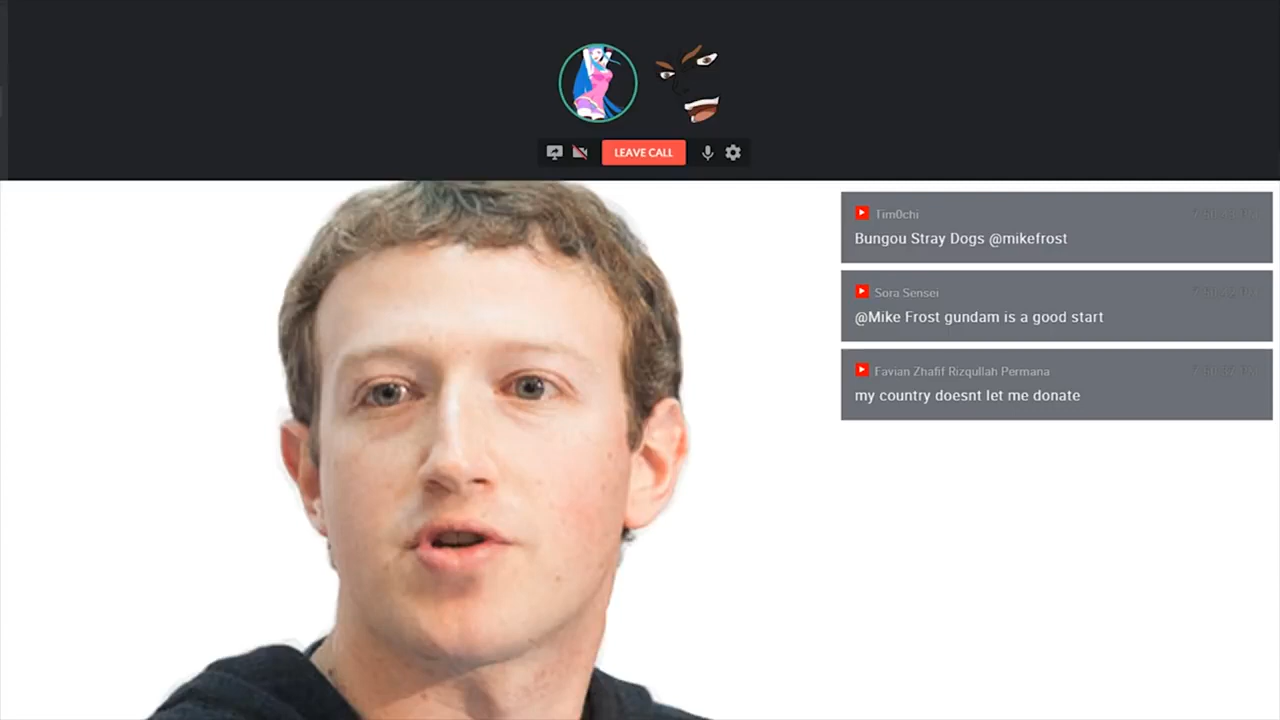 LEAVE CALL
Tim0chi
Bungou Stray Dogs @mikefrost
Sora Sensei
@Mike Frost gundam is a good start
Favian Zhafif Rizqullah Permana
my country doesnt let me donate